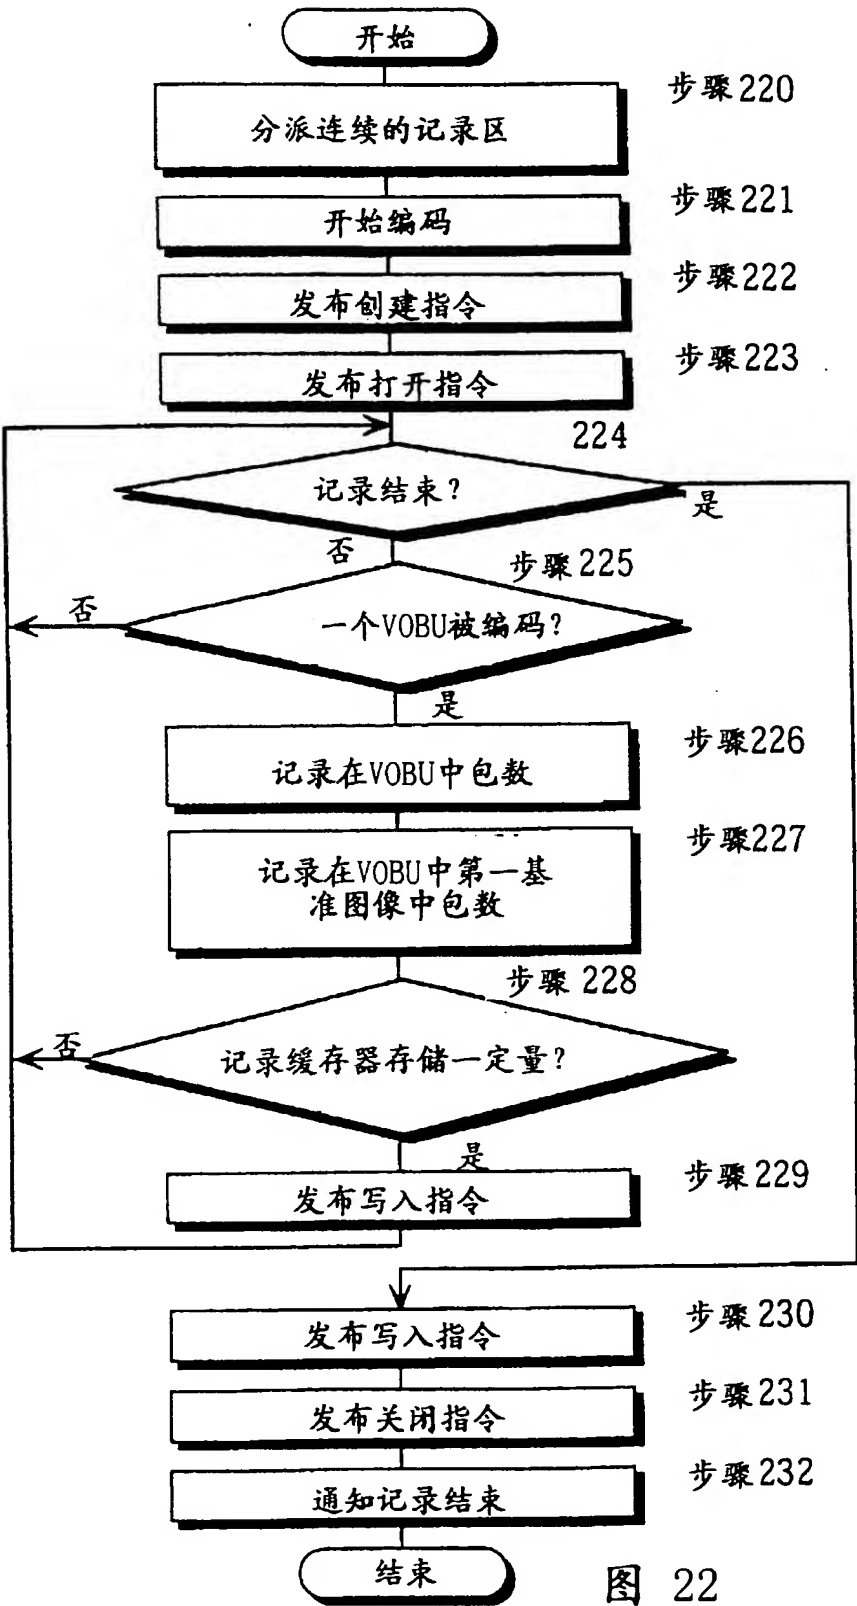 开始
步骤220
分派连续的记录区
步骤221
开始编码
步骤222
发布创建指令
步骤223
发布打开指令
224
记录结束？
是
否
步骤225
一个VOBU被编码？
否
是
步骤226
记录在VOBU中包数
步骤227
记录在VOBU中第一基
准图像中包数
步骤 228
记录缓存器存储一定量？
否
是
步骤229
发布写入指令
步骤230
发布写入指令
步骤231
发布关闭指令
步骤232
通知记录结束
结束
图 22